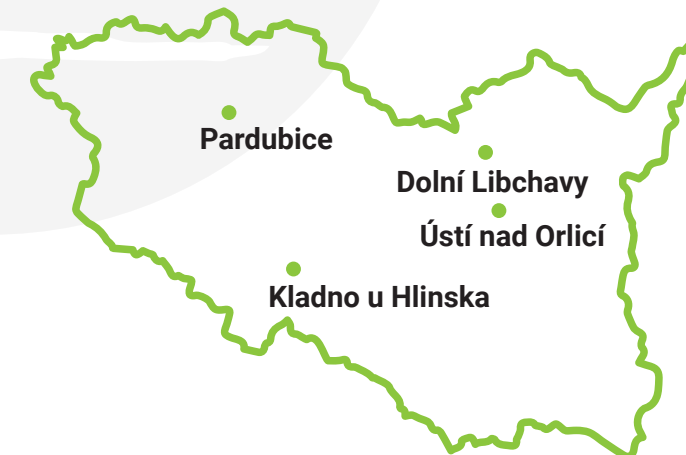 Pardubice
Dolní Libchavy
Ústí nad Orlicí
Kladno u Hlinska